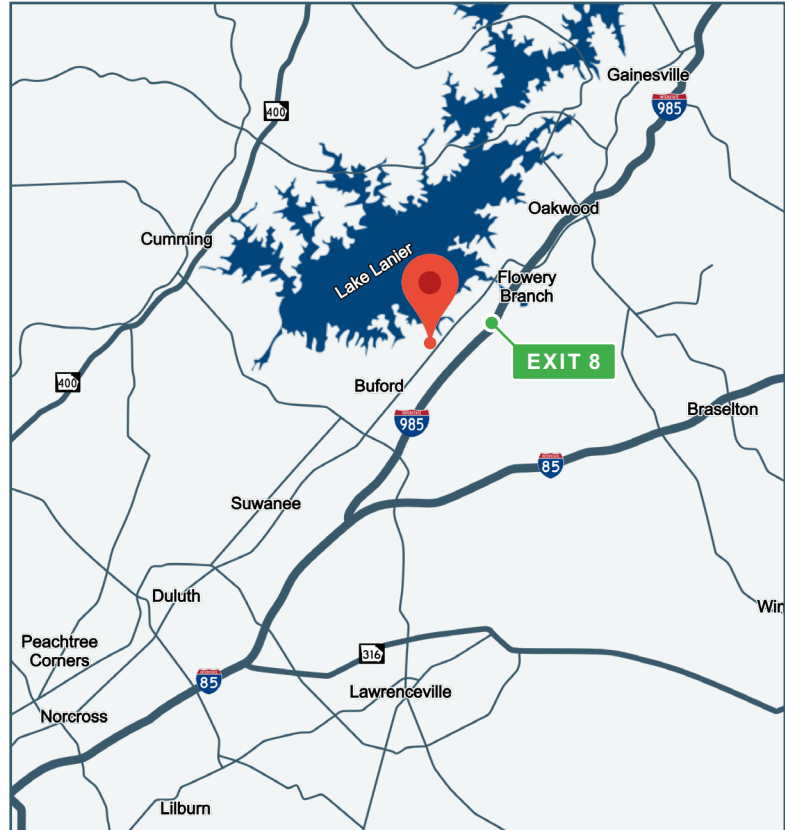 Gainesville
985
400
Oakwood
Cumming
Lake Lanier
Flowery
Branch
EXIT 8
400
Buford
Braselton
985
85
Suwanee
Duluth
Win
Peachtree
Corners
316
85
Lawrenceville
Norcross
Lilburn